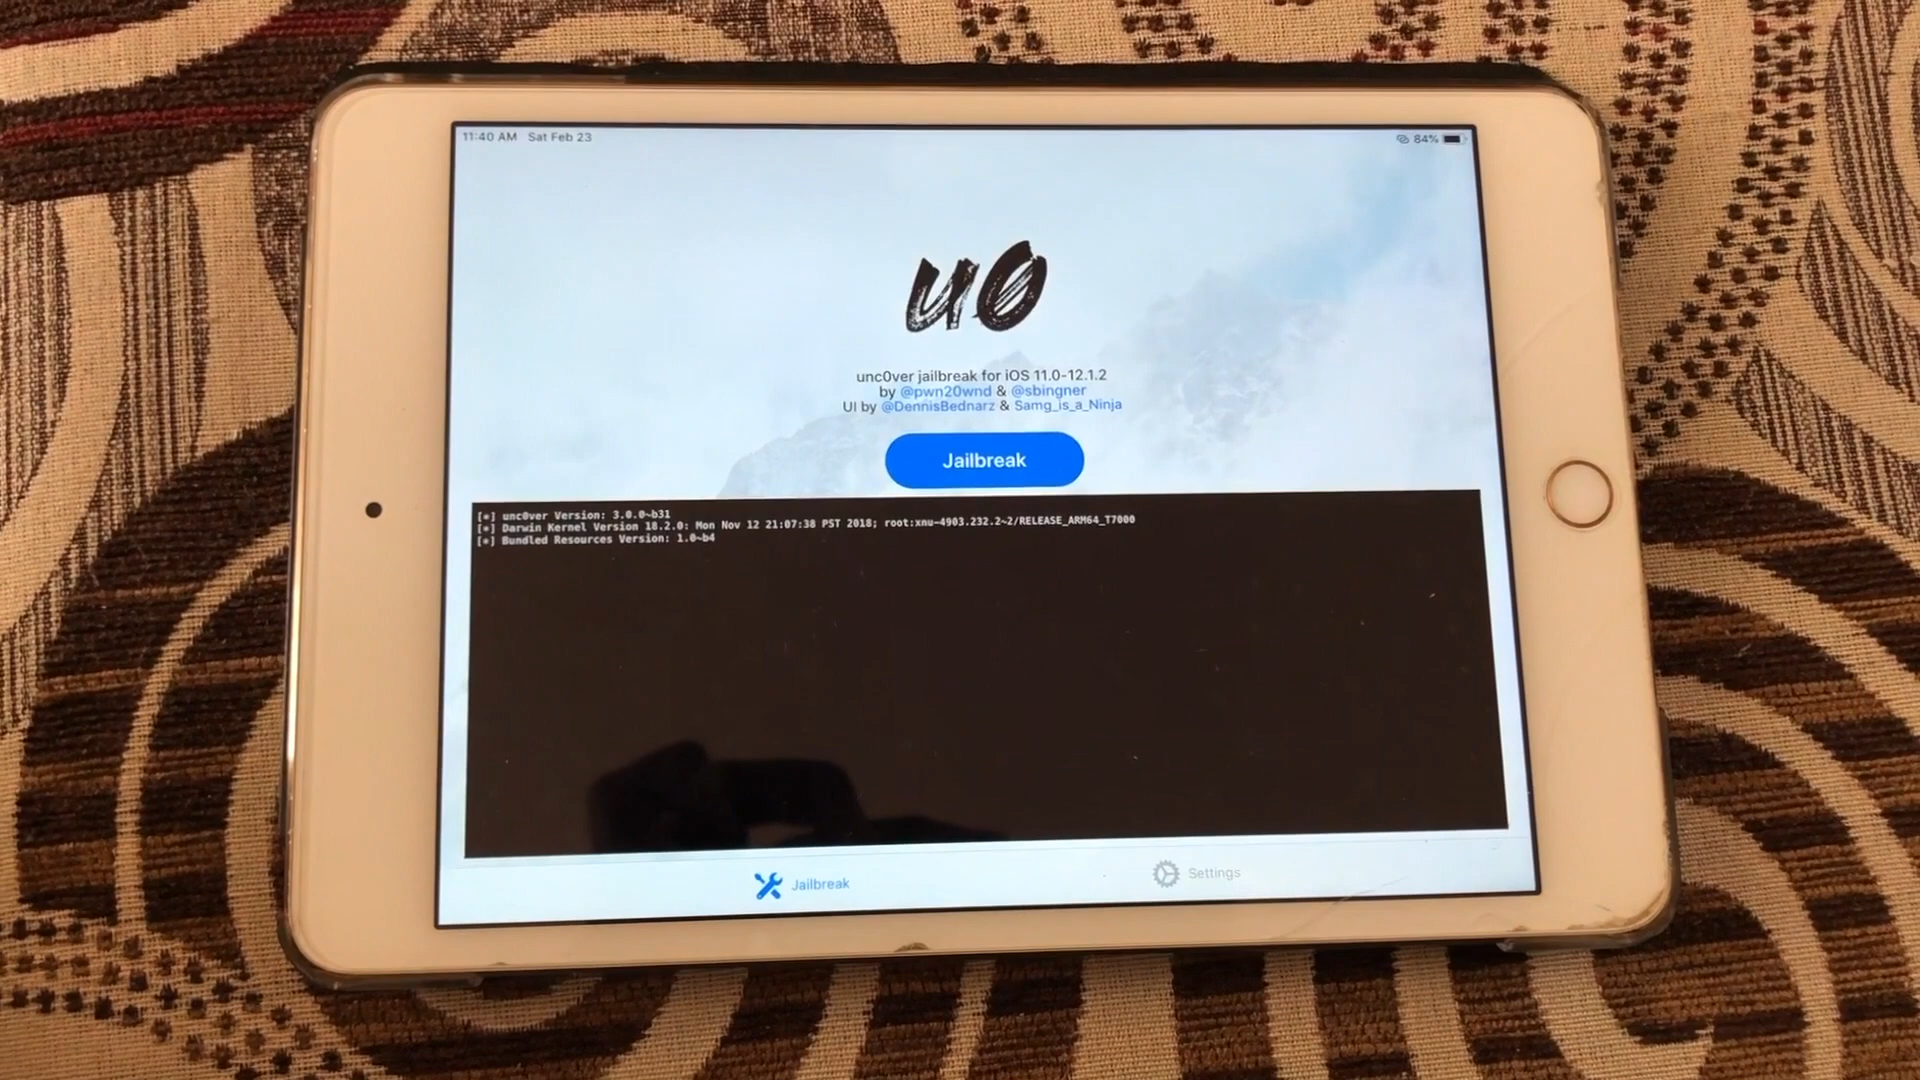 11:40 AM Sat Feb 23
84%
u0
unc0ver jailbreak for iOS 11.0-12.1.2
by @pwn20wnd & @sbingner
UI by @DennisBednarz & Samg_is_a_Ninja
Jailbreak
[*] unc0ver Version: 3.0.0~b31
[*] Darwin Kernel Version 18.2.0: Mon Nov 12 21:07:38 PST 2018; root:xnu-4903.232.2~2/RELEASE_ARM64_T7000
[*] Bundled Resources Version: 1.0~b4
Jailbreak
Settings